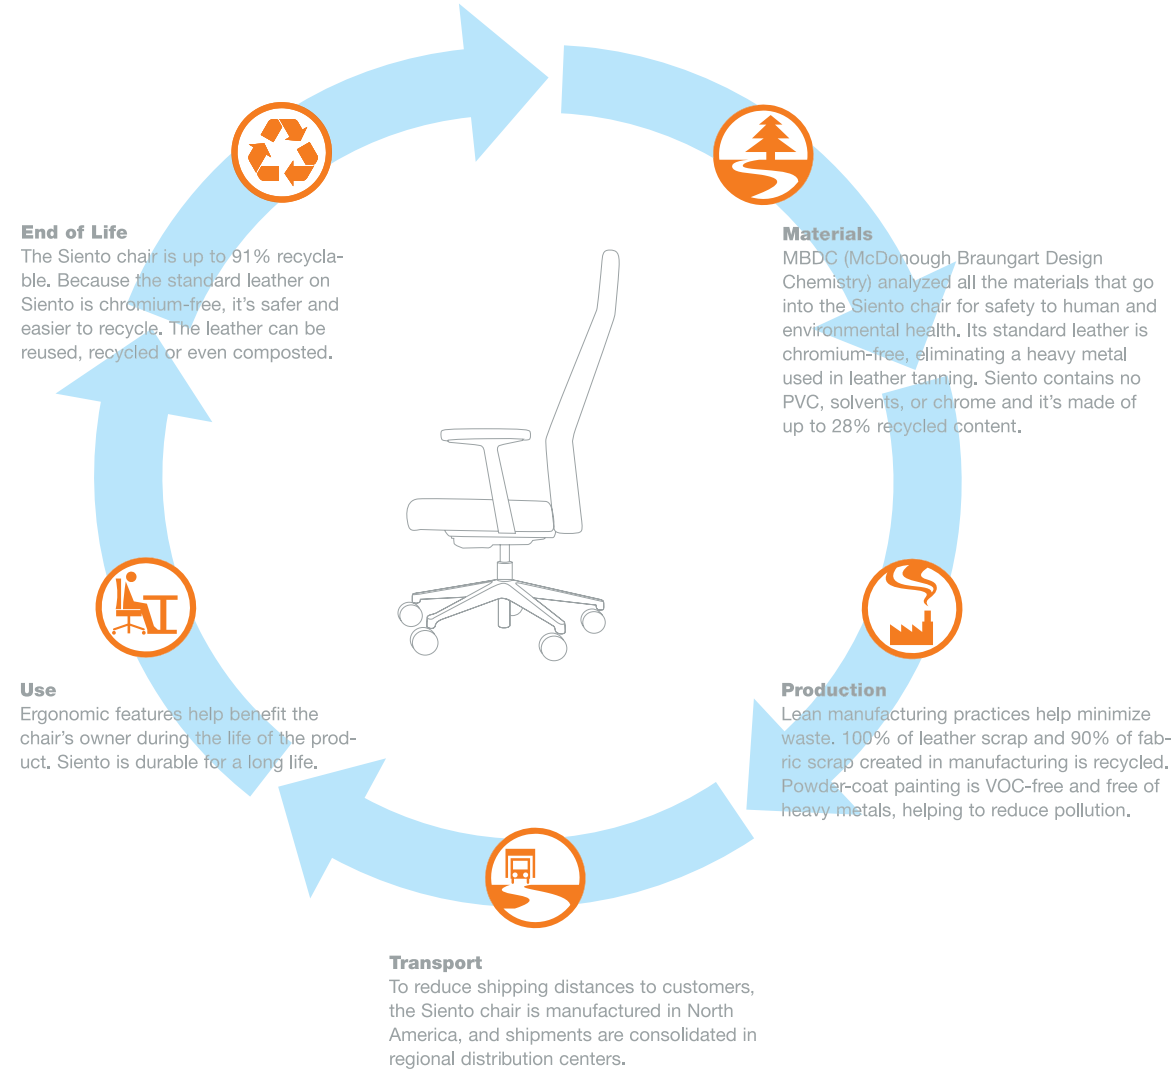 End of Life
The Siento chair is up to 91% recycla-
ble. Because the standard leather on
Siento is chromium-free, it's safer and
easier to recycle. The leather can be
reused, recycled or even composted.
Materials
MBDC (McDonough Braungart Design
Chemistry) analyzed all the materials that go
into the Siento chair for safety to human and
environmental health. Its standard leather is
chromium-free, eliminating a heavy metal
used in leather tanning. Siento contains no
PVC, solvents, or chrome and it's made of
up to 28% recycled content.
Use
Ergonomic features help benefit the
chair's owner during the life of the prod-
uct. Siento is durable for a long life.
Production
Lean manufacturing practices help minimize
waste. 100% of leather scrap and 90% of fab-
ric scrap created in manufacturing is recycled.
Powder-coat painting is VOC-free and free of
heavy metals, helping to reduce pollution.
Transport
To reduce shipping distances to customers,
the Siento chair is manufactured in North
America, and shipments are consolidated in
regional distribution centers.